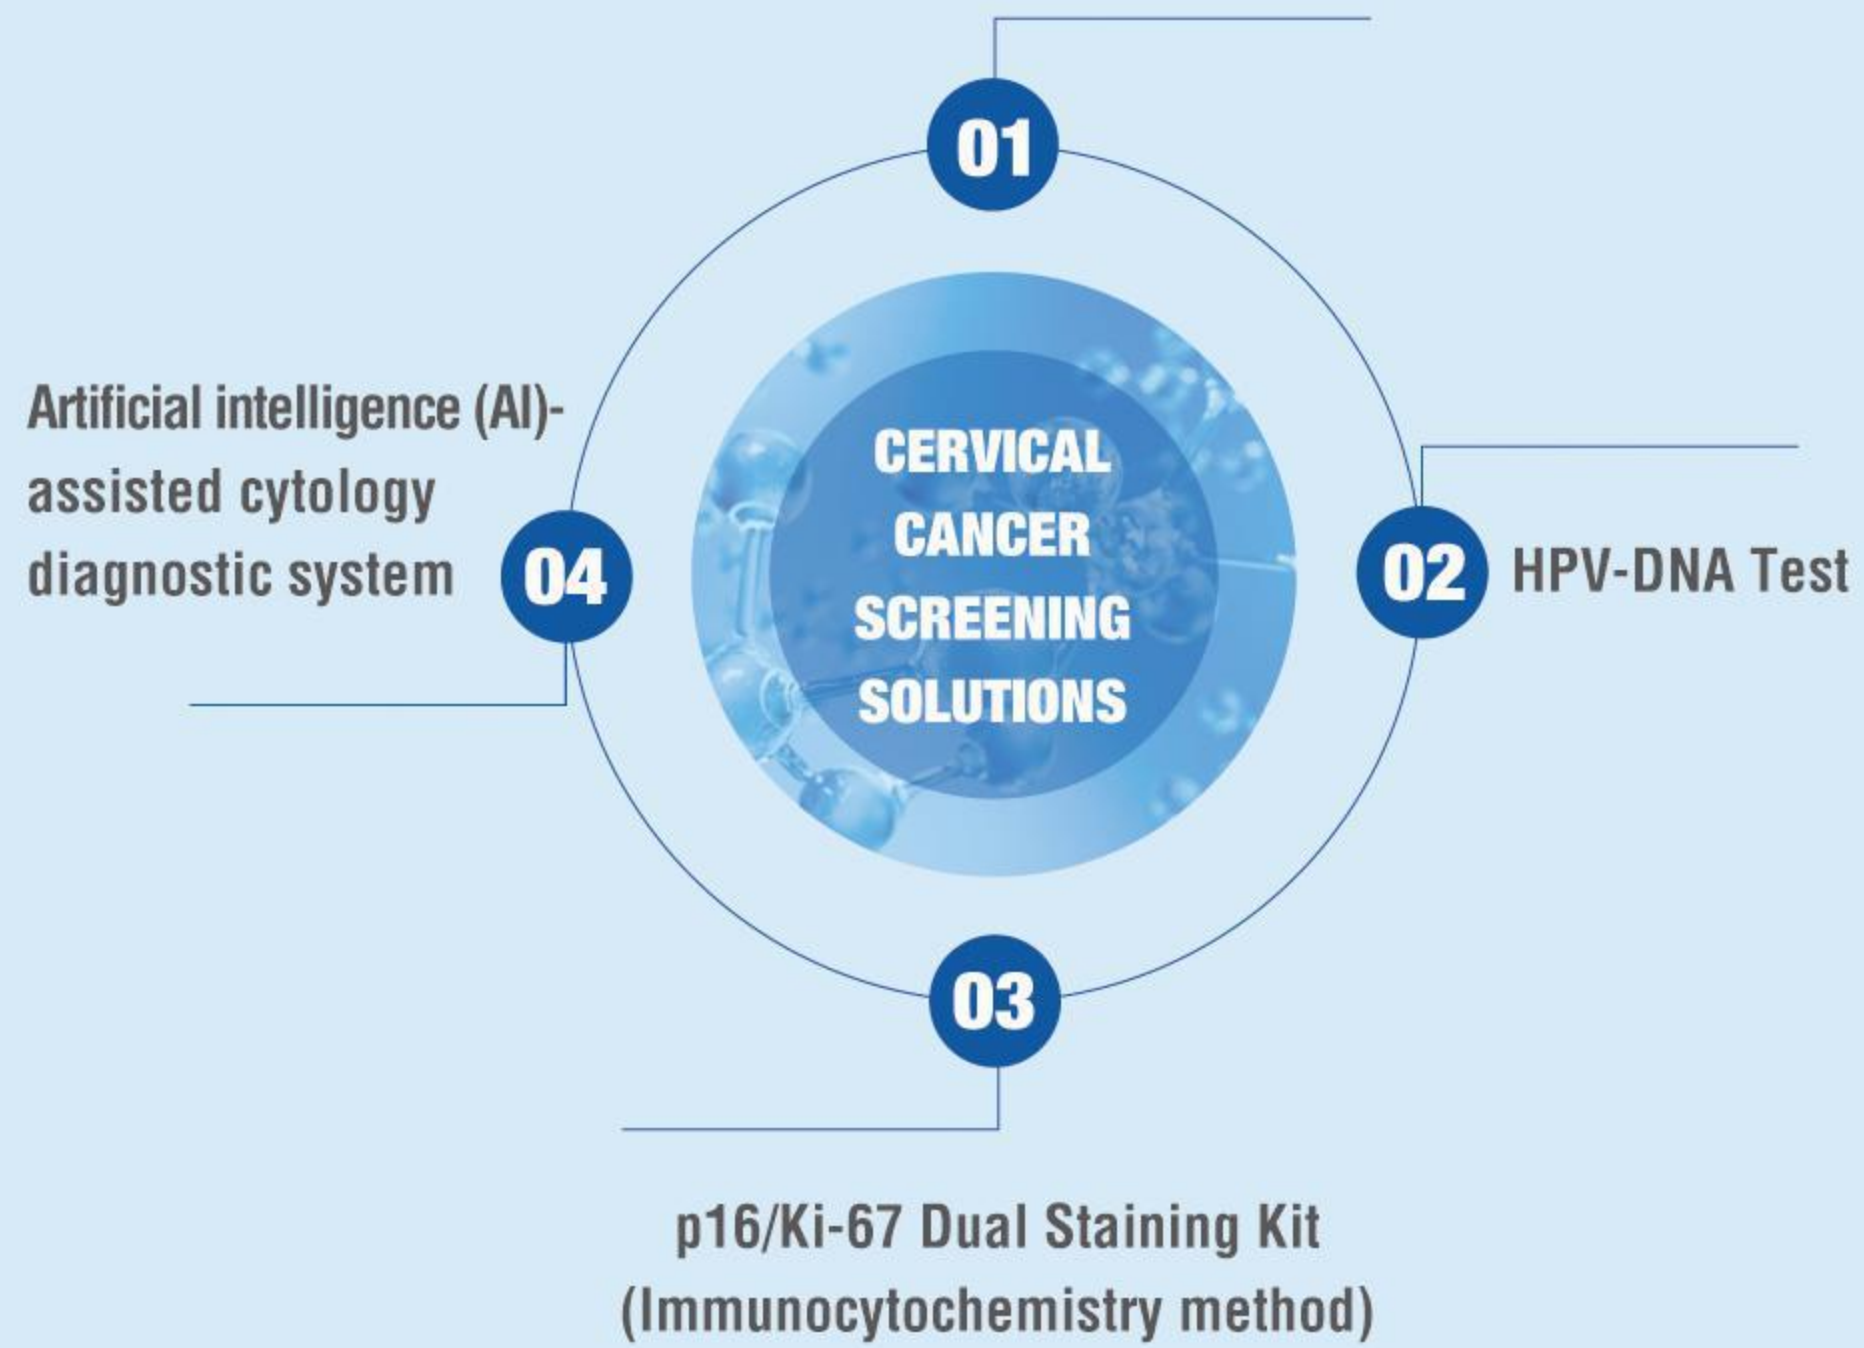 01
Artificial intelligence (AI)-
assisted cytology
diagnostic system
04
CERVICAL
CANCER
SCREENING
SOLUTIONS
02
HPV-DNA Test
03
p16/Ki-67 Dual Staining Kit
(Immunocytochemistry method)